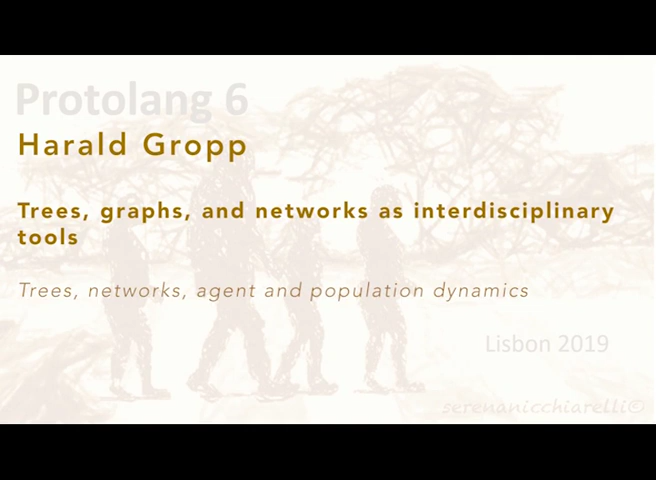 Protolang 6
Harald Gropp
Trees, graphs, and networks as interdisciplinary
tools
Trees, networks, agent and population dynamics
Lisbon 2019
serenanicchiarelli©